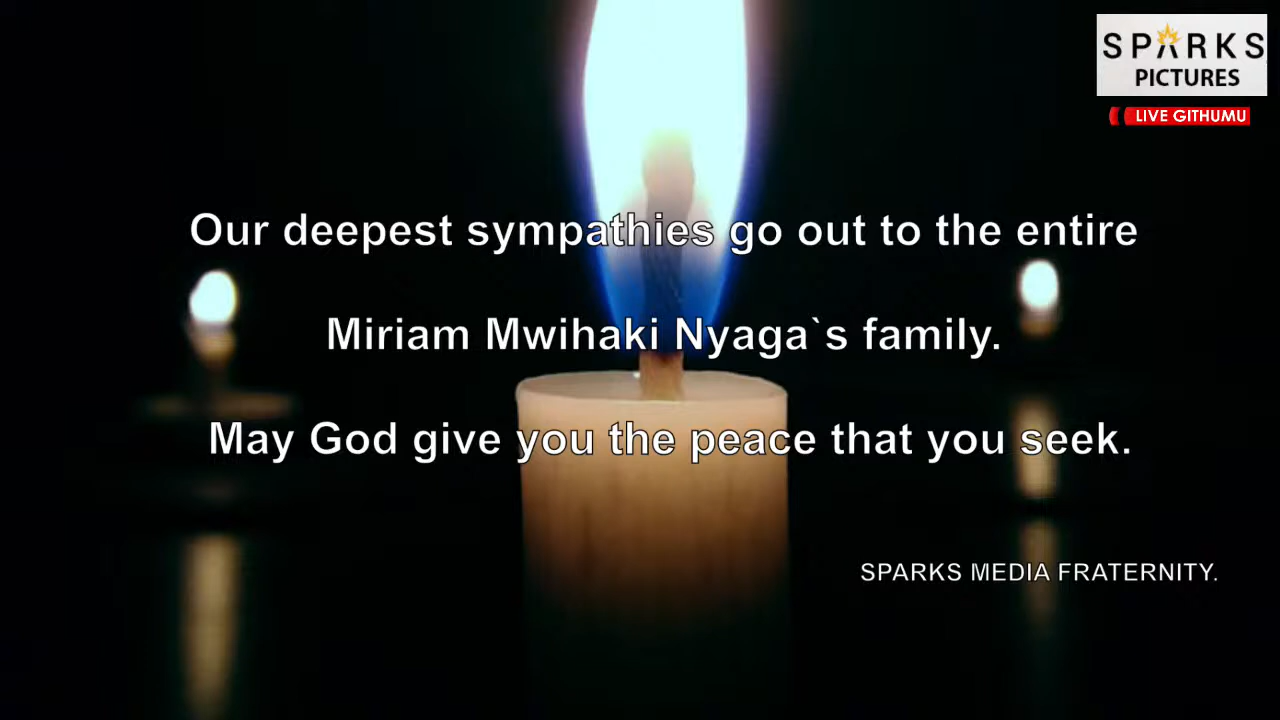 SPARKS
PICTURES
LIVE GITHUMU
Our deepest sympathies go out to the entire
Miriam Mwihaki Nyaga`s family.
May God give you the peace that you seek.
SPARKS MEDIA FRATERNITY.